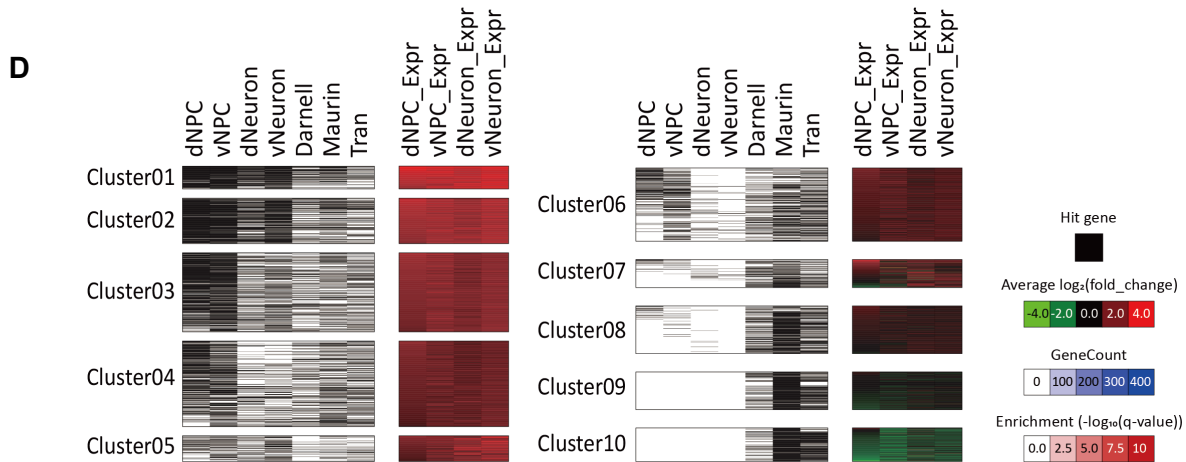 D
dNPC
vNPC
dNeuron
vNeuron
Darnell
Maurin
Tran
dNPC_Expr
vNPC_Expr
dNeuron_Expr
vNeuron_Expr
Cluster01
Cluster02
Cluster03
Cluster04
Cluster05
dNPC
vNPC
dNeuron
vNeuron
Darnell
Maurin
Tran
dNPC_Expr
vNPC_Expr
dNeuron_Expr
vNeuron_Expr
Cluster06
Cluster07
Cluster08
Cluster09
Cluster10
Hit gene
Average log₂(fold_change)
-4.0 -2.0 0.0 2.0 4.0
GeneCount
0 100 200 300 400
Enrichment (-log₁₀(q-value))
0.0 2.5 5.0 7.5 10